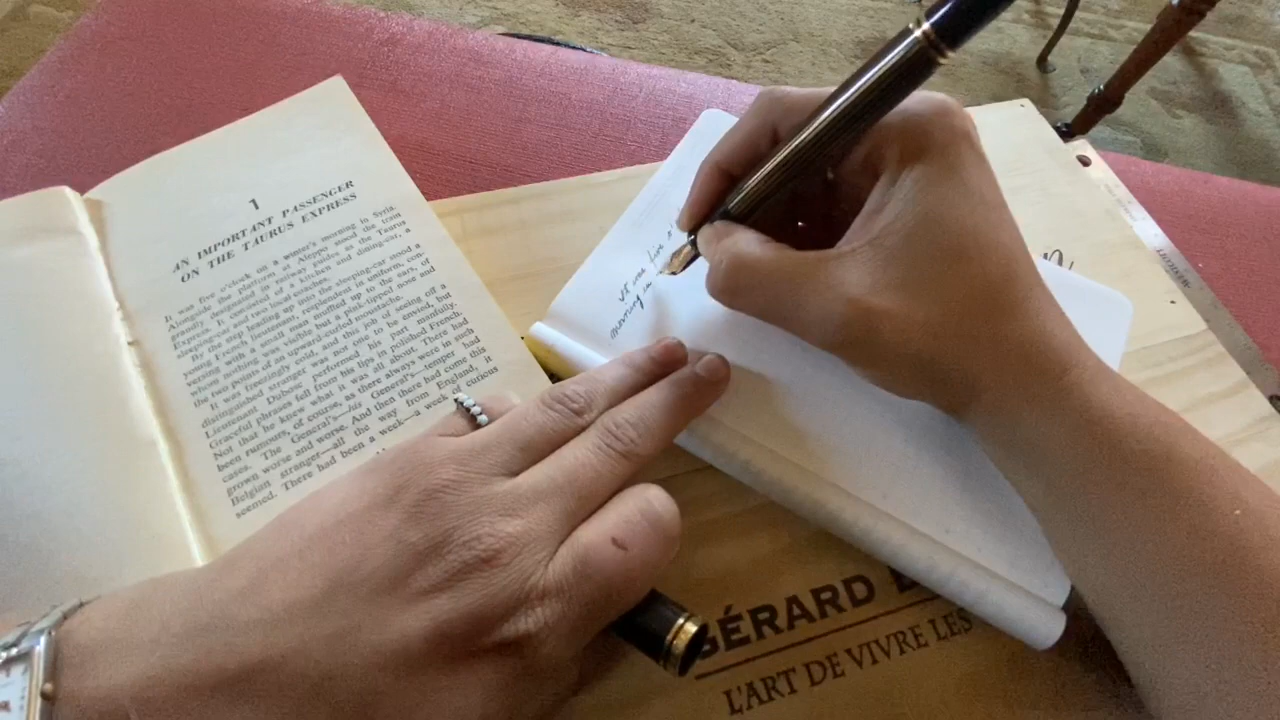 1
AN IMPORTANT PASSENGER
ON THE TAURUS EXPRESS
It was five o'clock on a winter's morning in Syria.
Alongside the platform at Aleppo stood the train
grandly designated in railway guides as the Taurus
Express. It consisted of a kitchen and dining-car, a
sleeping-car and two local coaches.
By the step leading up into the sleeping-car stood a
young French lieutenant, resplendent in uniform, con-
versing with a small man muffled up to the ears, of
whom nothing was visible but a pink-tipped nose and
the two points of an upward-curled moustache.
It was freezingly cold, and this job of seeing off a
distinguished stranger was not one to be envied, but
Lieutenant Dubosc performed his part manfully.
Graceful phrases fell from his lips in polished French.
Not that he knew what it was all about. There had
been rumours, of course, as there always were in such
cases. The General's—his General's—temper had
grown worse and worse. And then there had come this
Belgian stranger—all the way from England, it
seemed. There had been a week—a week of curious
It was five o'
morning in
GÉRARD
L'ART DE VIVRE LES